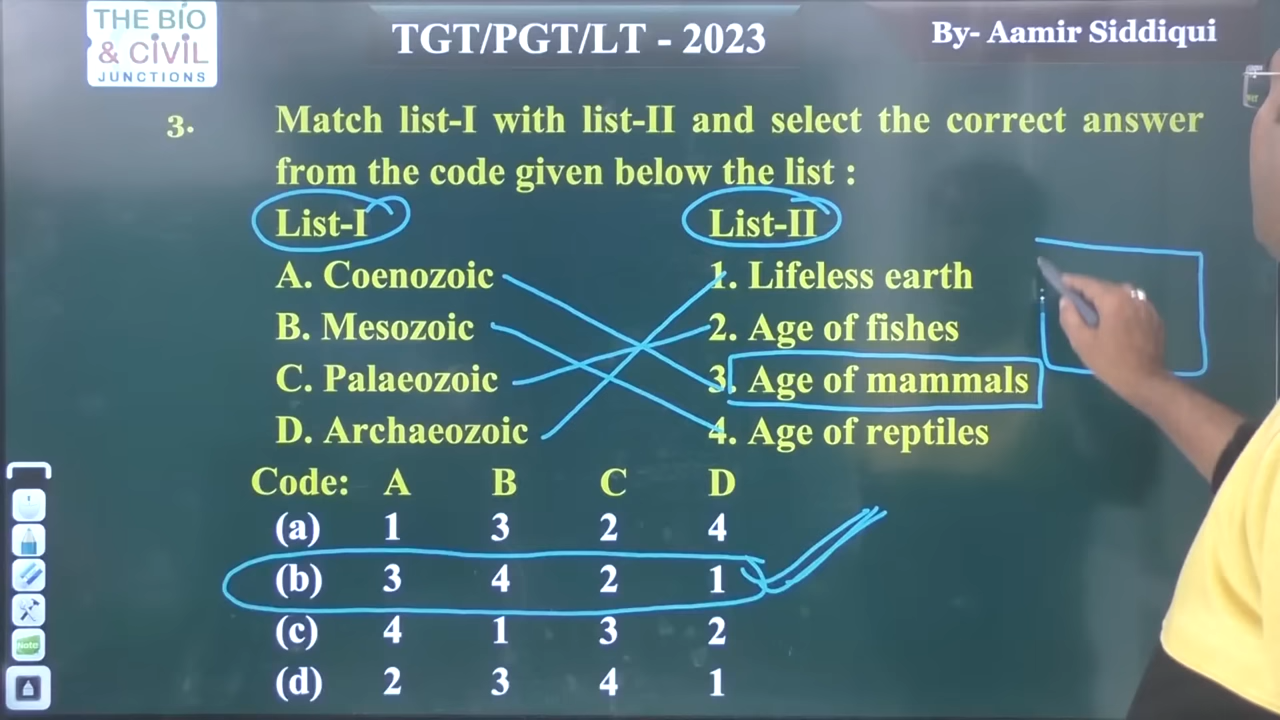 THE BIO
& CIVIL
JUNCTIONS
TGT/PGT/LT - 2023
By- Aamir Siddiqui
3. Match list-I with list-II and select the correct answer
from the code given below the list :
List-I List-II
A. Coenozoic 1. Lifeless earth
B. Mesozoic 2. Age of fishes
C. Palaeozoic 3. Age of mammals
D. Archaeozoic 4. Age of reptiles
Code: A B C D
(a) 1 3 2 4
(b) 3 4 2 1
(c) 4 1 3 2
(d) 2 3 4 1
Note